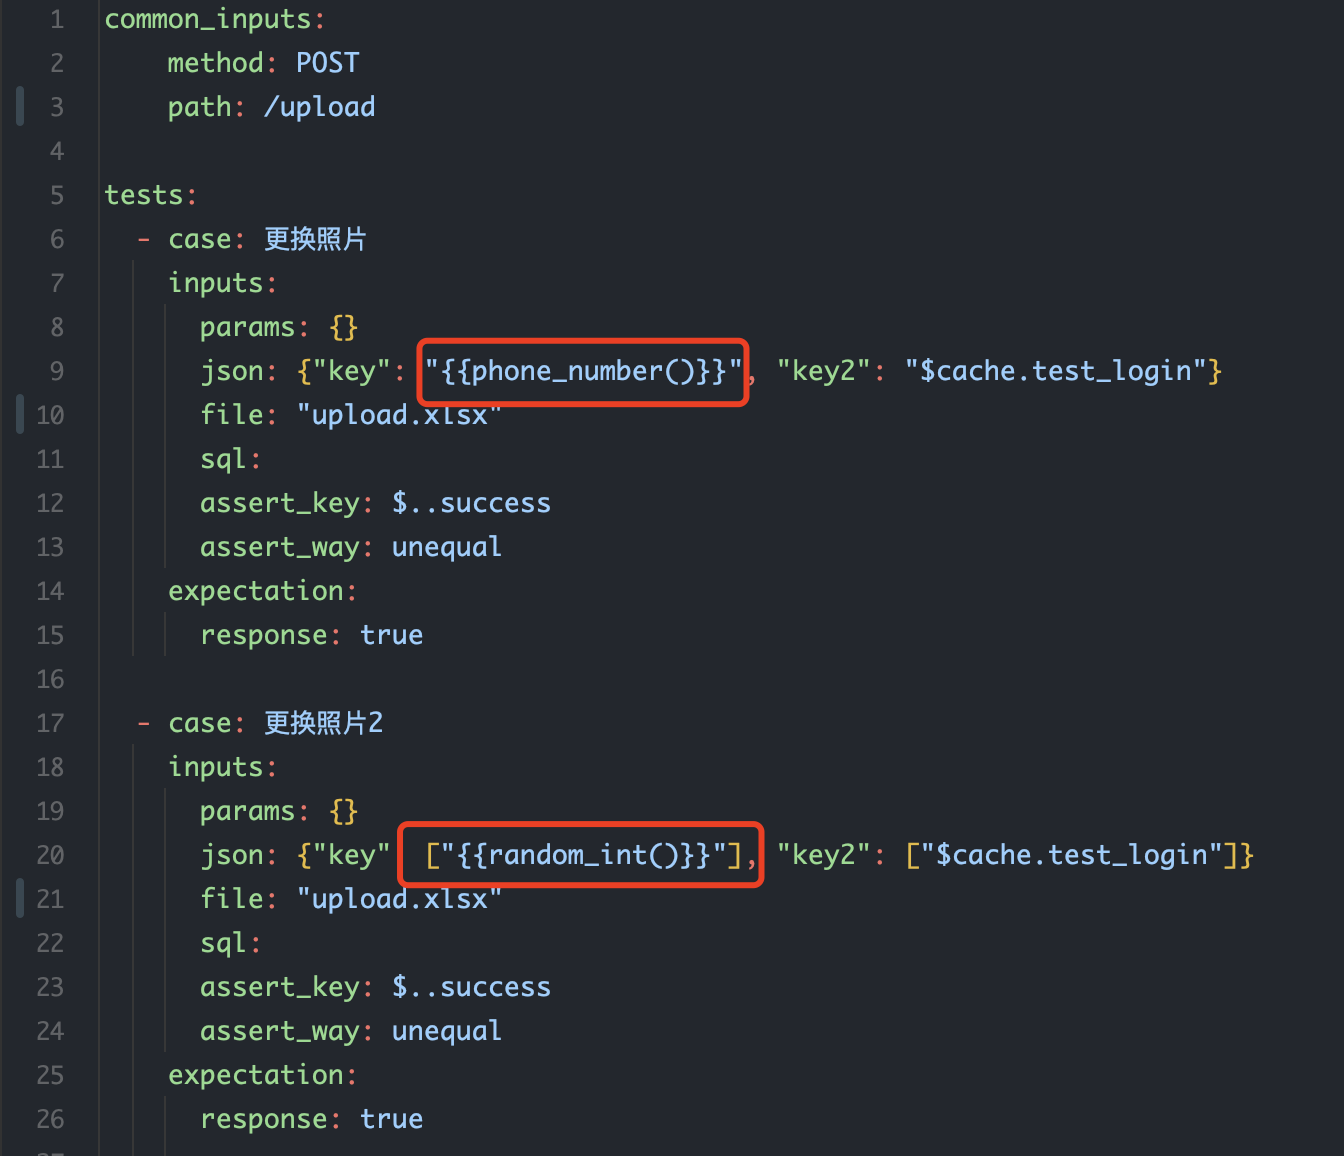 1 common_inputs:
2 method: POST
3 path: /upload
4
5 tests:
6 - case: 更换照片
7 inputs:
8 params: {}
9 json: {"key": "{{phone_number()}}", "key2": "$cache.test_login"}
10 file: "upload.xlsx"
11 sql:
12 assert_key: $..success
13 assert_way: unequal
14 expectation:
15 response: true
16
17 - case: 更换照片2
18 inputs:
19 params: {}
20 json: {"key" ["{{random_int()}}"], "key2": ["$cache.test_login"]}
21 file: "upload.xlsx"
22 sql:
23 assert_key: $..success
24 assert_way: unequal
25 expectation:
26 response: true